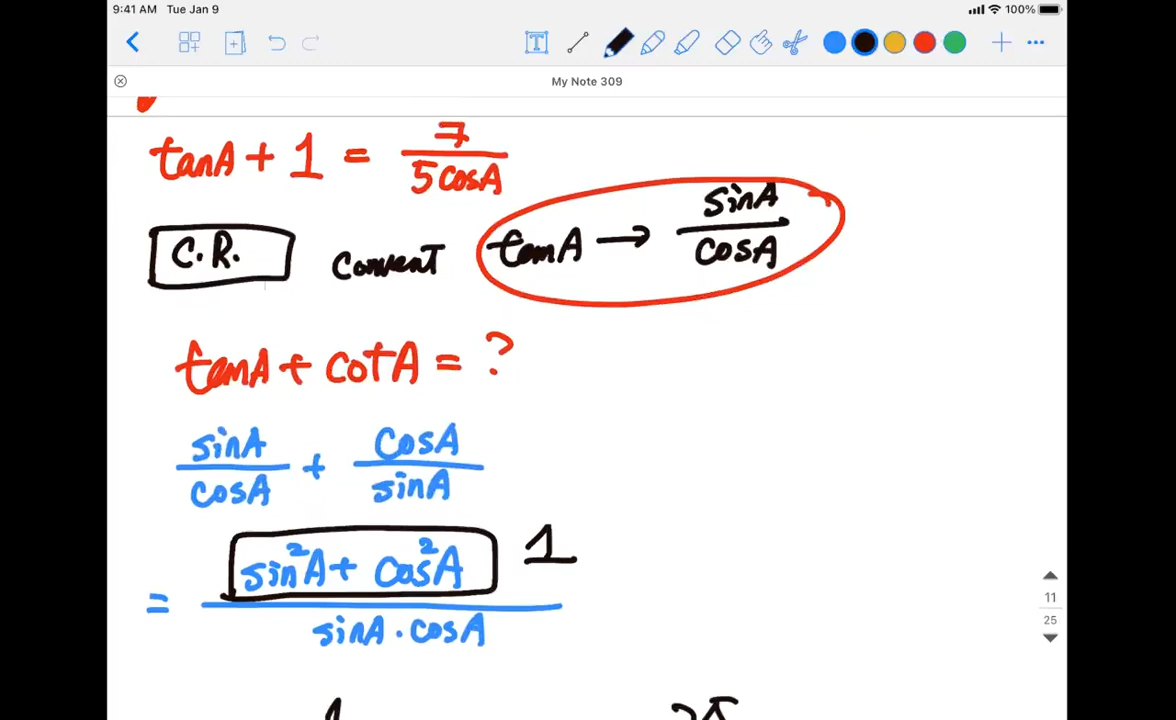 9:41 AM Tue Jan 9 100%
My Note 309
tanA + 1 = 7 / 5cosA
C.R. convert tanA → sinA / cosA
tanA + cotA = ?
sinA / cosA + cosA / sinA
= sin²A + cos²A / sinA · cosA 1
11
25